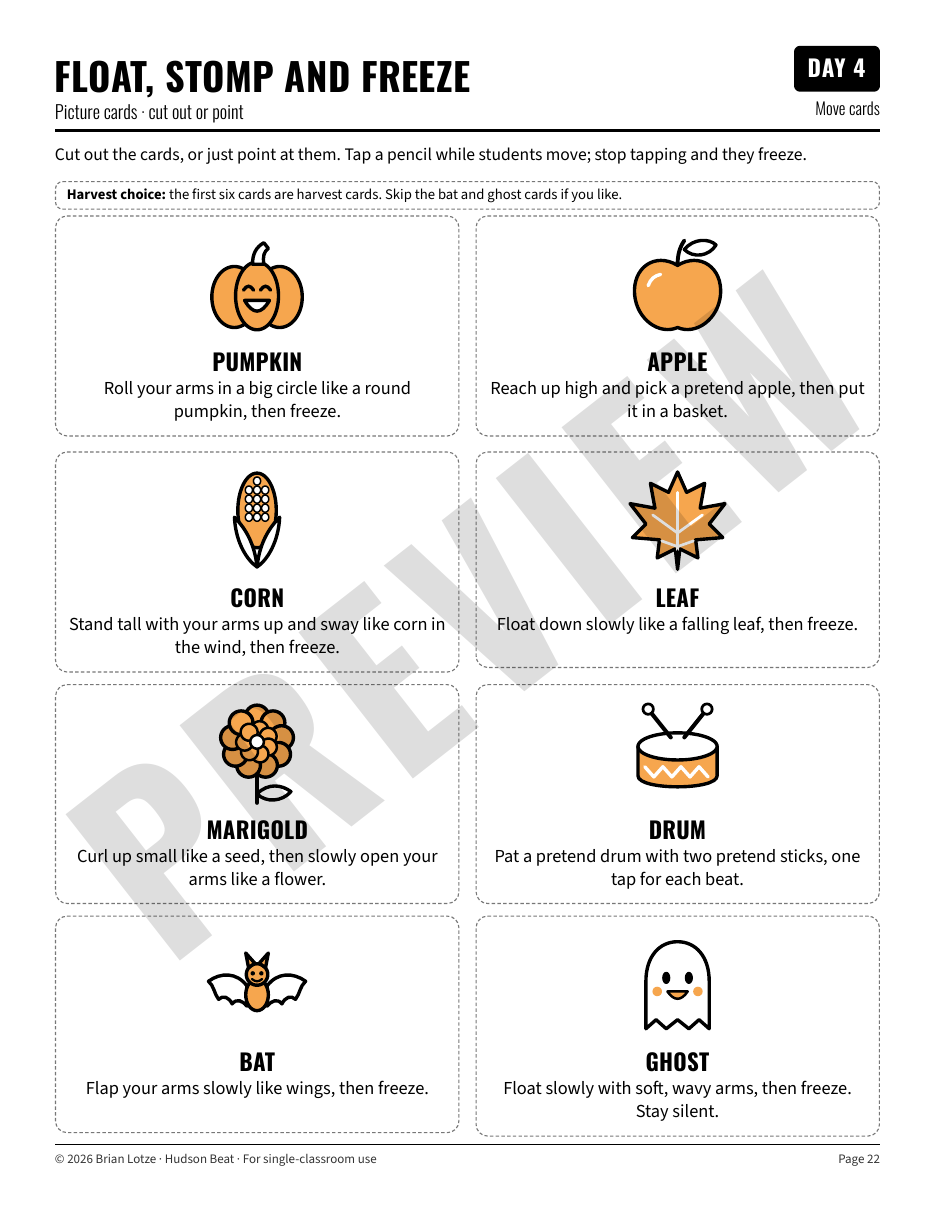 FLOAT, STOMP AND FREEZE
DAY 4
Picture cards · cut out or point
Move cards
Cut out the cards, or just point at them. Tap a pencil while students move; stop tapping and they freeze.
Harvest choice: the first six cards are harvest cards. Skip the bat and ghost cards if you like.
PUMPKIN
Roll your arms in a big circle like a round
pumpkin, then freeze.
APPLE
Reach up high and pick a pretend apple, then put
it in a basket.
CORN
Stand tall with your arms up and sway like corn in
the wind, then freeze.
LEAF
Float down slowly like a falling leaf, then freeze.
MARIGOLD
Curl up small like a seed, then slowly open your
arms like a flower.
DRUM
Pat a pretend drum with two pretend sticks, one
tap for each beat.
BAT
Flap your arms slowly like wings, then freeze.
GHOST
Float slowly with soft, wavy arms, then freeze.
Stay silent.
PREVIEW
© 2026 Brian Lotze · Hudson Beat · For single-classroom use
Page 22